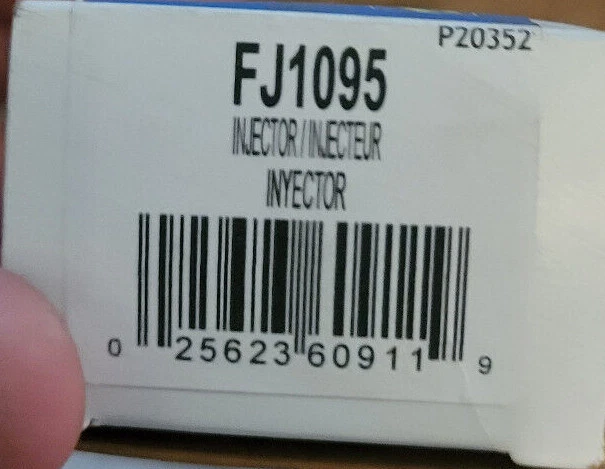 P20352
FJ1095
INJECTOR / INJECTEUR
INYECTOR
0 25623 60911 9